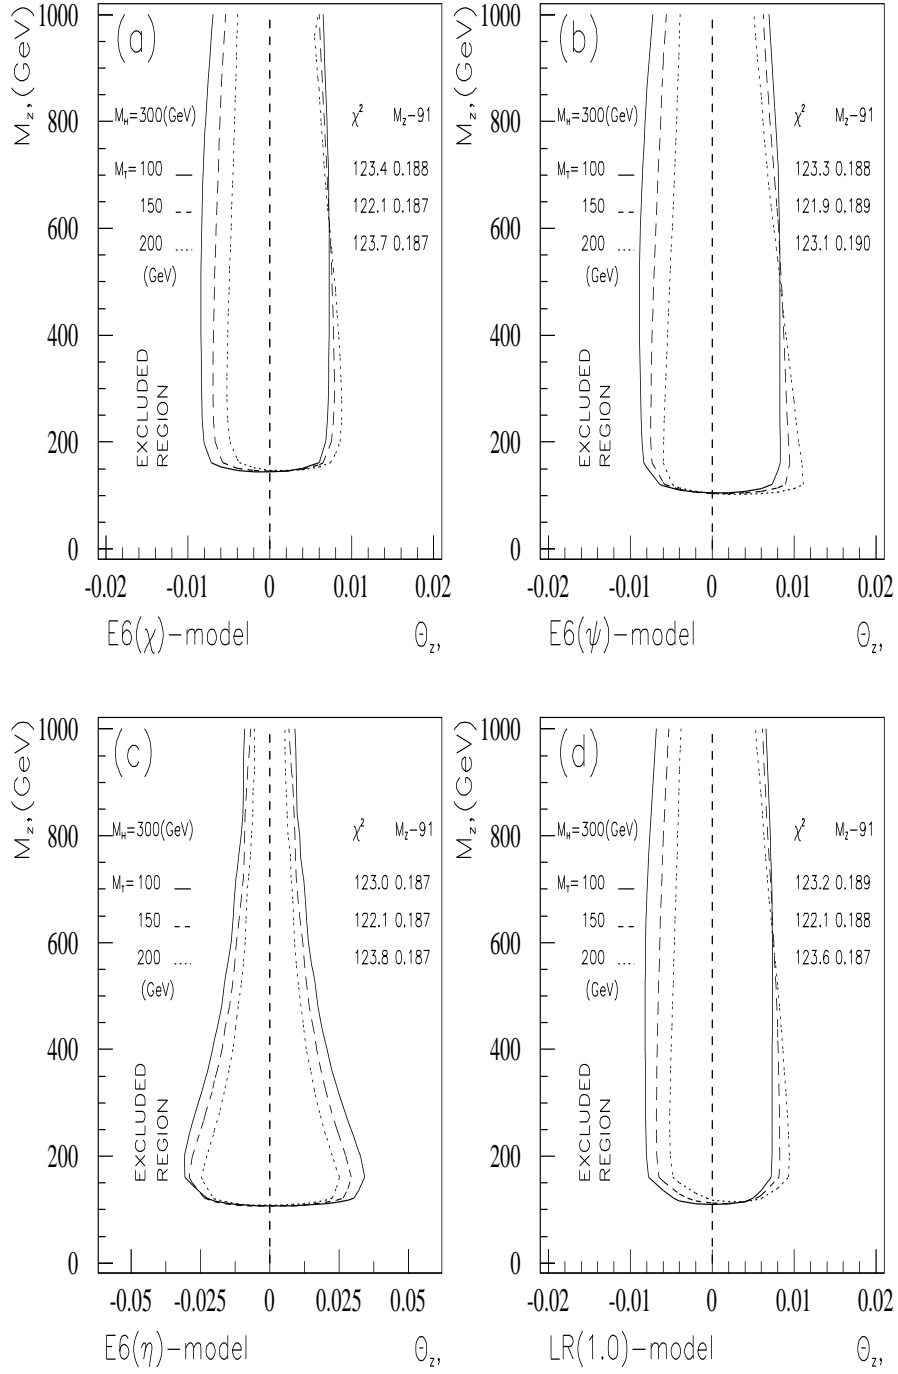 (a)
M_Z, (GeV)
1000
800
600
400
200
0
M_H=300(GeV) χ² M_Z-91
M_T=100 123.4 0.188
150 122.1 0.187
200 123.7 0.187
(GeV)
EXCLUDED
REGION
-0.02 -0.01 0 0.01 0.02
E6(χ)-model Θ_Z,
(b)
M_Z, (GeV)
1000
800
600
400
200
0
M_H=300(GeV) χ² M_Z-91
M_T=100 123.3 0.188
150 121.9 0.189
200 123.1 0.190
(GeV)
EXCLUDED
REGION
-0.02 -0.01 0 0.01 0.02
E6(ψ)-model Θ_Z,
(c)
M_Z, (GeV)
1000
800
600
400
200
0
M_H=300(GeV) χ² M_Z-91
M_T=100 123.0 0.187
150 122.1 0.187
200 123.8 0.187
(GeV)
EXCLUDED
REGION
-0.05 -0.025 0 0.025 0.05
E6(η)-model Θ_Z,
(d)
M_Z, (GeV)
1000
800
600
400
200
0
M_H=300(GeV) χ² M_Z-91
M_T=100 123.2 0.189
150 122.1 0.188
200 123.6 0.187
(GeV)
EXCLUDED
REGION
-0.02 -0.01 0 0.01 0.02
LR(1.0)-model Θ_Z,